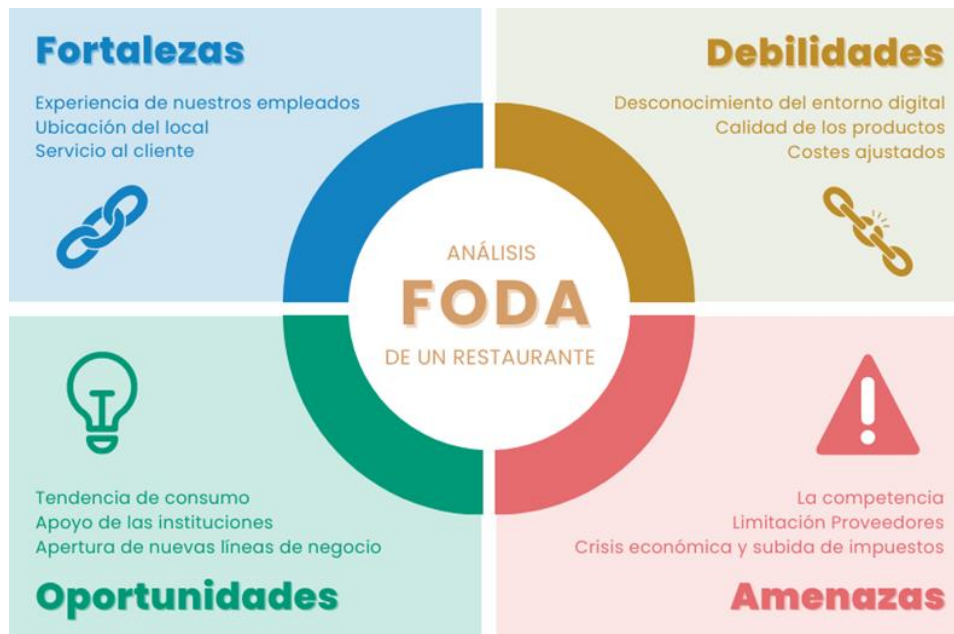 Fortalezas
Experiencia de nuestros empleados
Ubicación del local
Servicio al cliente
Debilidades
Desconocimiento del entorno digital
Calidad de los productos
Costes ajustados
ANÁLISIS
FODA
DE UN RESTAURANTE
Tendencia de consumo
Apoyo de las instituciones
Apertura de nuevas líneas de negocio
Oportunidades
La competencia
Limitación Proveedores
Crisis económica y subida de impuestos
Amenazas